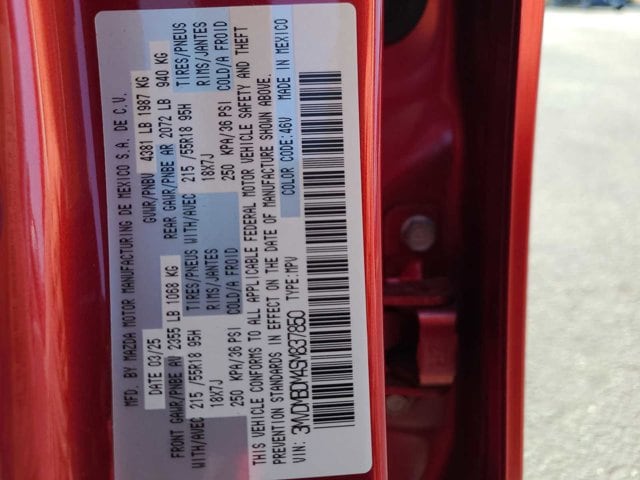 MFD. BY MAZDA MOTOR MANUFACTURING DE MEXICO S.A. DE C.V.
DATE 03/25 GVWR/PNBV 4381 LB 1987 KG
FRONT GAWR/PNBE AV 2355 LB 1068 KG REAR GAWR/PNBE AR 2072 LB 940 KG
WITH/AVEC 215 /55R18 95H TIRES/PNEUS WITH/AVEC 215 /55R18 95H TIRES/PNEUS
18X7J RIMS/JANTES 18X7J RIMS/JANTES
250 KPA/36 PSI COLD/A FROID 250 KPA/36 PSI COLD/A FROID
THIS VEHICLE CONFORMS TO ALL APPLICABLE FEDERAL MOTOR VEHICLE SAFETY AND THEFT
PREVENTION STANDARDS IN EFFECT ON THE DATE OF MANUFACTURE SHOWN ABOVE.
VIN: 3MVDMBDM4SM837850 TYPE:MPV COLOR CODE:46V MADE IN MEXICO